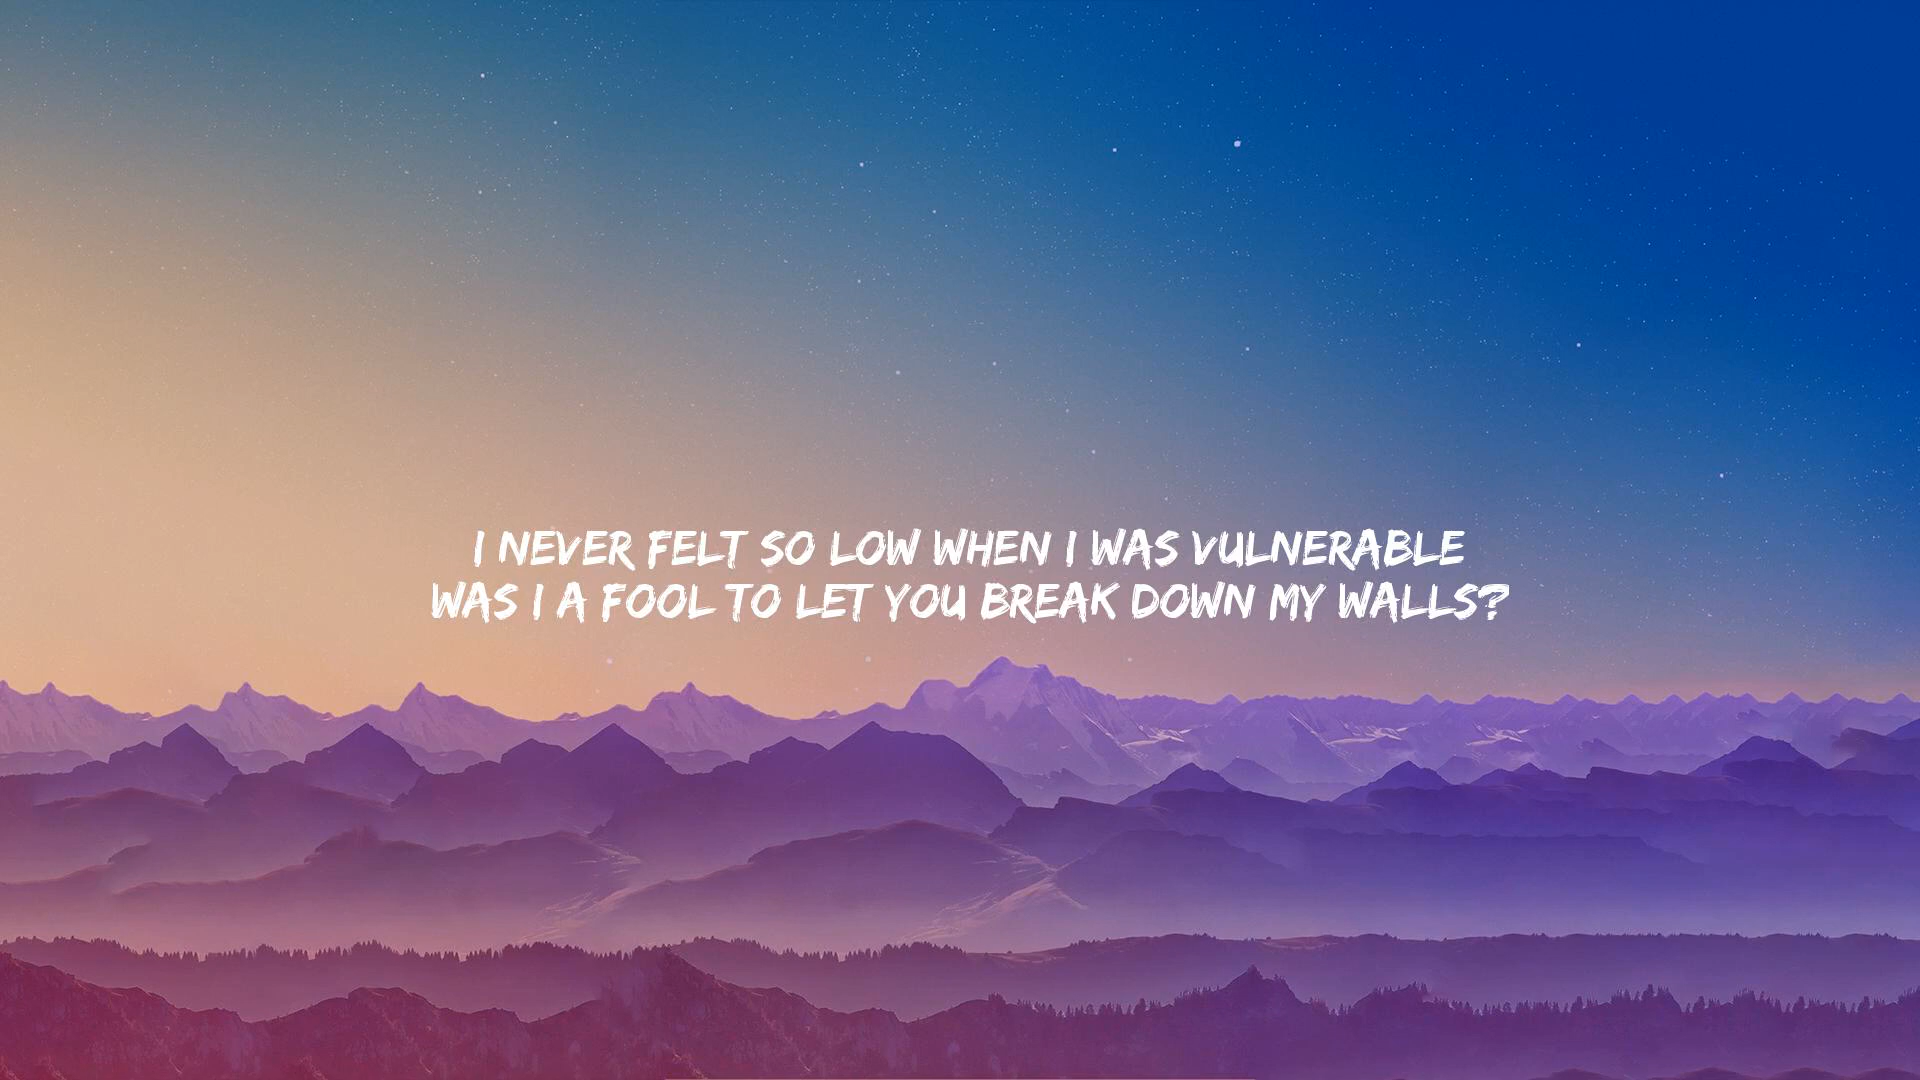 I NEVER FELT SO LOW WHEN I WAS VULNERABLE
WAS I A FOOL TO LET YOU BREAK DOWN MY WALLS?